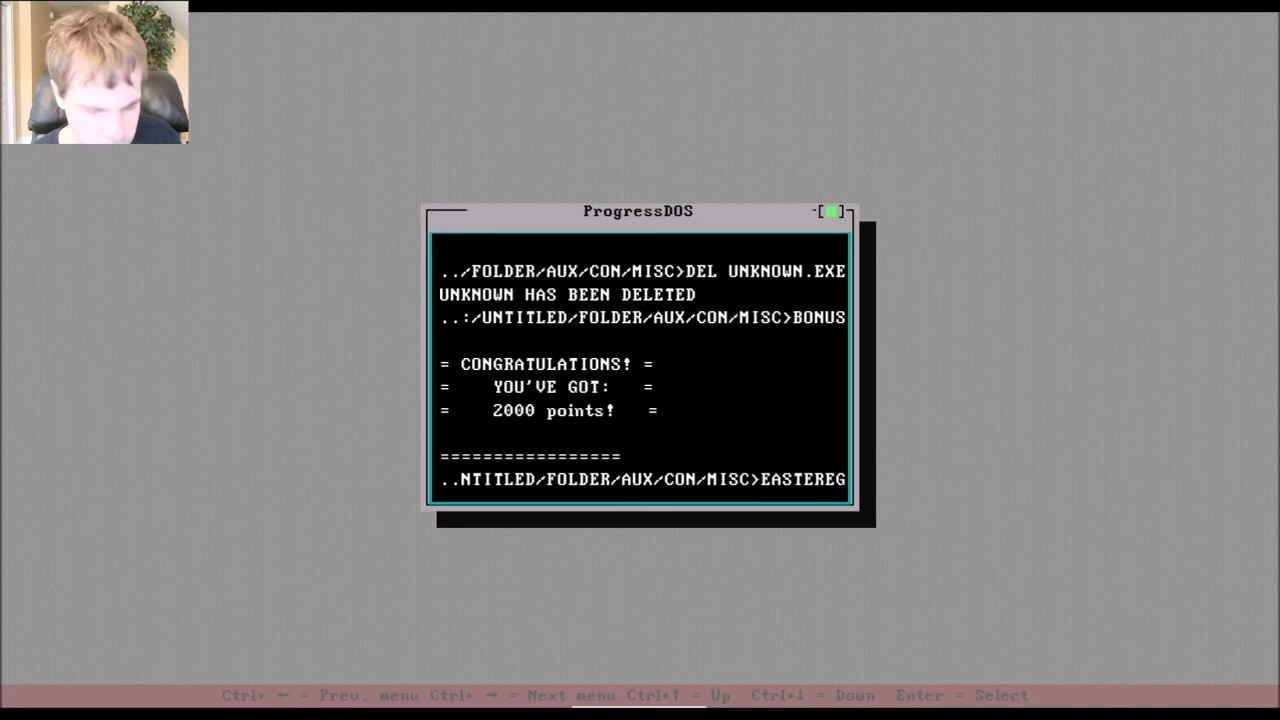 ProgressDOS
../FOLDER/AUX/CON/MISC>DEL UNKNOWN.EXE
UNKNOWN HAS BEEN DELETED
..:/UNTITLED/FOLDER/AUX/CON/MISC>BONUS
= CONGRATULATIONS! =
= YOU'VE GOT: =
= 2000 points! =
=================
..NTITLED/FOLDER/AUX/CON/MISC>EASTEREG
Ctrl+ ← = Prev. menu Ctrl+ → = Next menu Ctrl+↑ = Up Ctrl+↓ = Down Enter = Select